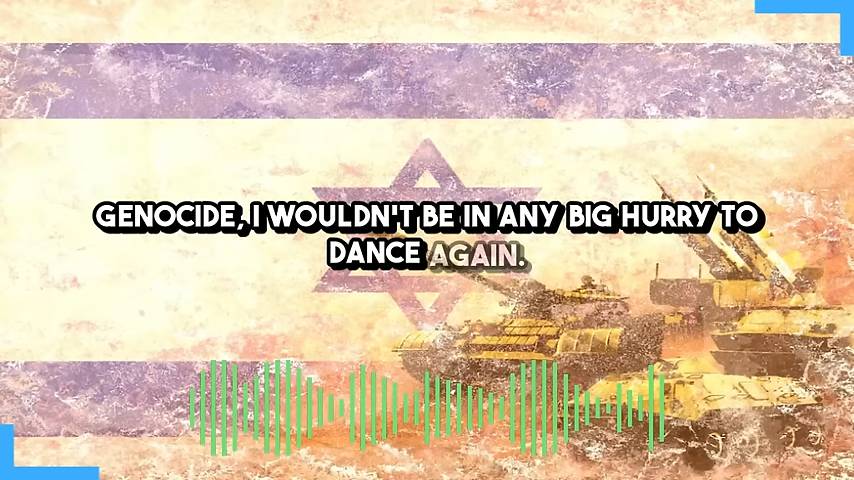 GENOCIDE, I WOULDN'T BE IN ANY BIG HURRY TO
DANCE AGAIN.